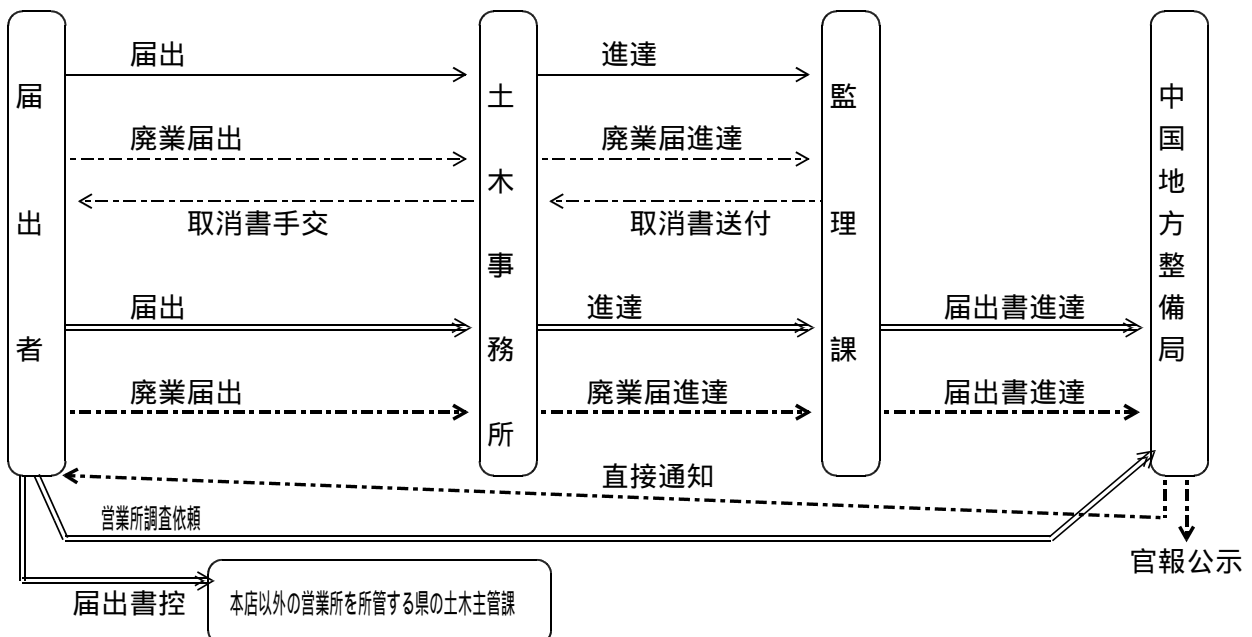 届出者
土木事務所
監理課
中国地方整備局
届出
進達
廃業届出
廃業届進達
取消書手交
取消書送付
届出
進達
届出書進達
廃業届出
廃業届進達
届出書進達
直接通知
営業所調査依頼
官報公示
届出書控
本店以外の営業所を所管する県の土木主管課